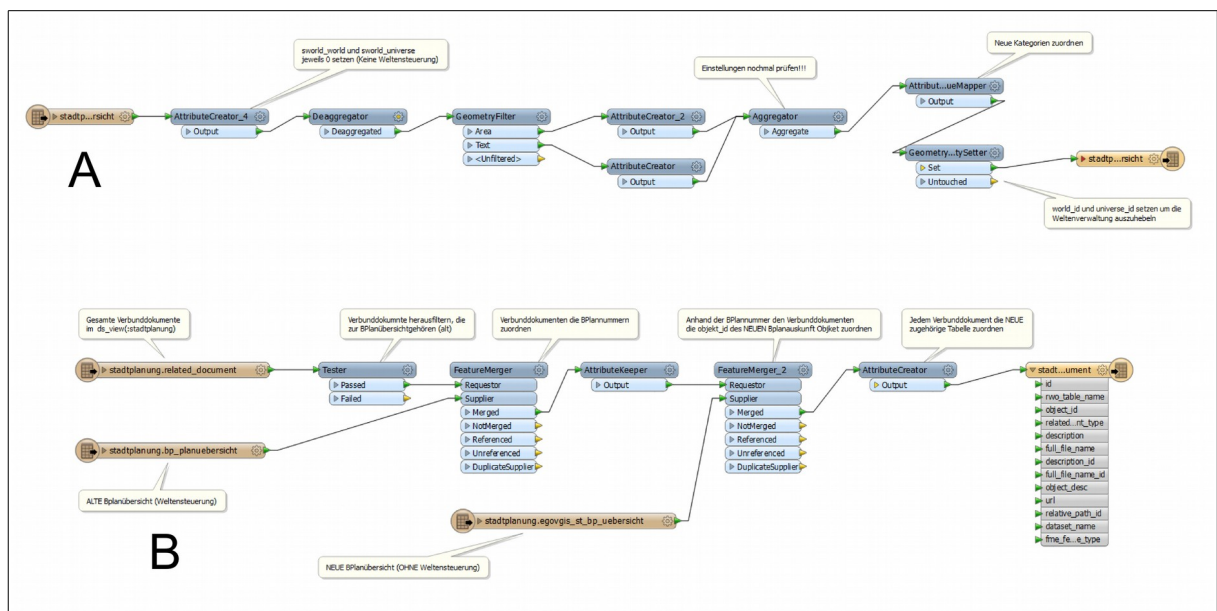 sworld_world und sworld_universe
jeweils 0 setzen (Keine Weltensteuerung)
Einstellungen nochmal prüfen!!!
Neue Kategorien zuordnen
stadtp...rsicht
AttributeCreator_4
Output
Deaggregator
Deaggregated
GeometryFilter
Area
Text
<Unfiltered>
AttributeCreator_2
Output
AttributeCreator
Output
Aggregator
Aggregate
Attribut...ueMapper
Output
Geometry...tySetter
Set
Untouched
stadtp...rsicht
world_id und universe_id setzen um die
Weltenverwaltung auszuhebeln
A
Gesamte Verbunddokumente
im ds_view(:stadtplanung)
Verbunddokumnte herausfiltern, die
zur BPlanübersichtgehören (alt)
Verbunddokumenten die BPlannummern
zuordnen
Anhand der BPlannummer den Verbunddokumenten
die objekt_id des NEUEN Bplanauskunft Objket zuordnen
Jedem Verbunddokument die NEUE
zugehörige Tabelle zuordnen
stadtplanung.related_document
Tester
Passed
Failed
FeatureMerger
Requestor
Supplier
Merged
NotMerged
Referenced
Unreferenced
DuplicateSupplier
AttributeKeeper
Output
FeatureMerger_2
Requestor
Supplier
Merged
NotMerged
Referenced
Unreferenced
DuplicateSupplier
AttributeCreator
Output
stadt...ument
id
rwo_table_name
object_id
related...nt_type
description
full_file_name
description_id
full_file_name_id
object_desc
url
relative_path_id
dataset_name
fme_fe...e_type
stadtplanung.bp_planuebersicht
ALTE Bplanübersicht (Weltensteuerung)
stadtplanung.egovgis_st_bp_uebersicht
NEUE BPlanübersicht (OHNE Weltensteuerung)
B